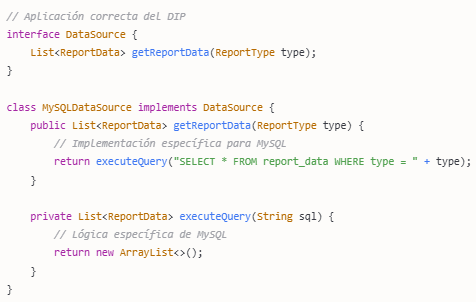 // Aplicación correcta del DIP
interface DataSource {
    List<ReportData> getReportData(ReportType type);
}

class MySQLDataSource implements DataSource {
    public List<ReportData> getReportData(ReportType type) {
        // Implementación específica para MySQL
        return executeQuery("SELECT * FROM report_data WHERE type = " + type);
    }

    private List<ReportData> executeQuery(String sql) {
        // Lógica específica de MySQL
        return new ArrayList<>();
    }
}